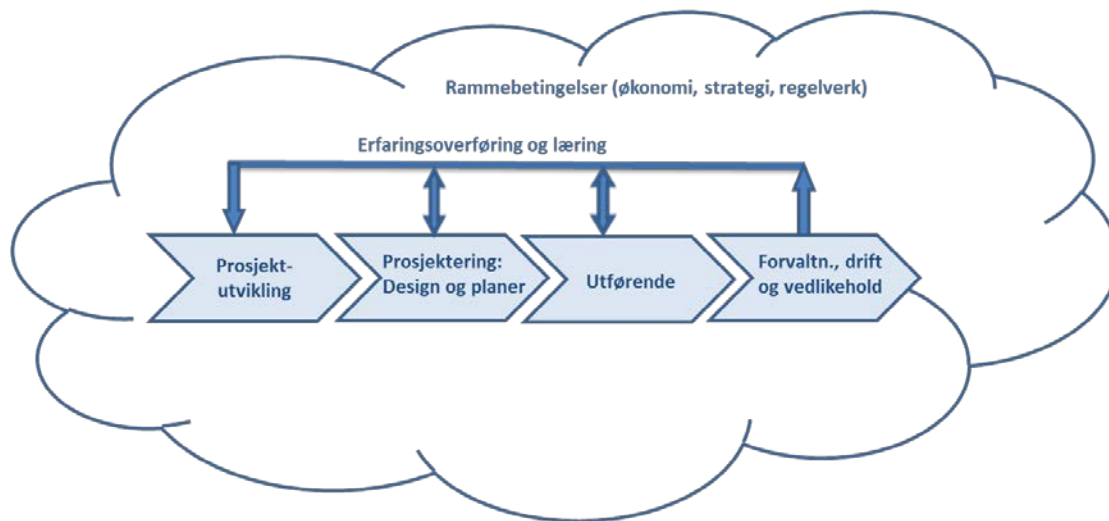 Rammebetingelser (økonomi, strategi, regelverk)
Erfaringsoverføring og læring
Prosjekt-
utvikling
Prosjektering:
Design og planer
Utførende
Forvaltn., drift
og vedlikehold